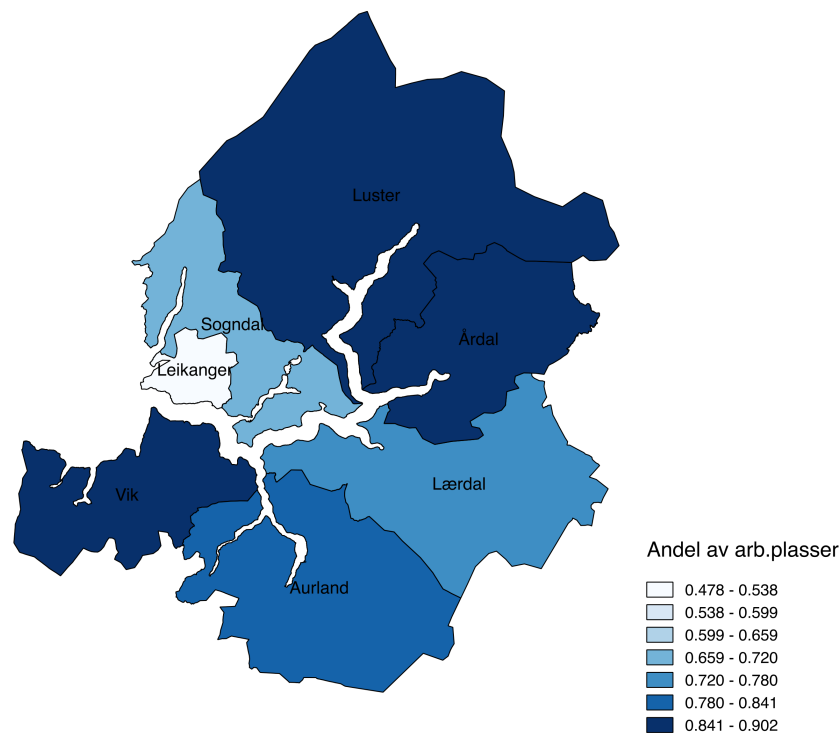 Luster
Sogndal
Årdal
Leikanger
Lærdal
Vik
Aurland
Andel av arb.plasser
0.478 - 0.538
0.538 - 0.599
0.599 - 0.659
0.659 - 0.720
0.720 - 0.780
0.780 - 0.841
0.841 - 0.902